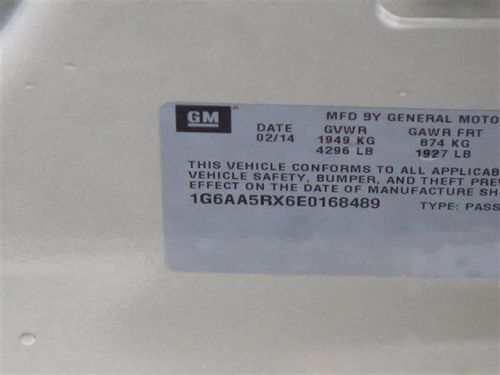 GM ®
MFD BY GENERAL MOTO
DATE GVWR GAWR FRT
02/14 1949 KG 874 KG
4296 LB 1927 LB
THIS VEHICLE CONFORMS TO ALL APPLICAB
VEHICLE SAFETY, BUMPER, AND THEFT PREV
EFFECT ON THE DATE OF MANUFACTURE SH
1G6AA5RX6E0168489 TYPE: PASS